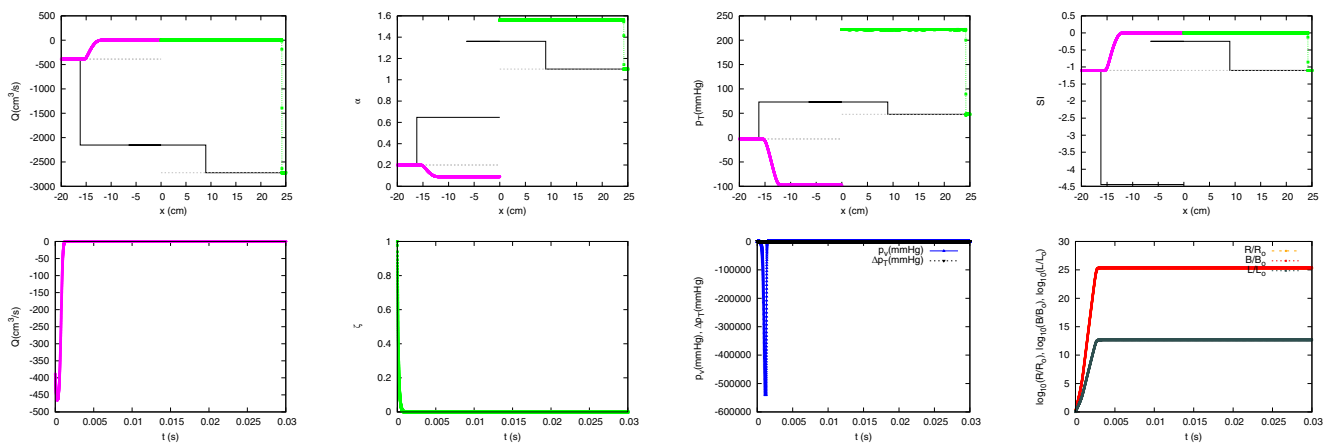 500
0
-500
-1000
-1500
-2000
-2500
-3000
Q(cm³/s)
-20 -15 -10 -5 0 5 10 15 20 25
x (cm)
1.6
1.4
1.2
1
0.8
0.6
0.4
0.2
0
α
-20 -15 -10 -5 0 5 10 15 20 25
x (cm)
250
200
150
100
50
0
-50
-100
p_T(mmHg)
-20 -15 -10 -5 0 5 10 15 20 25
x (cm)
0.5
0
-0.5
-1
-1.5
-2
-2.5
-3
-3.5
-4
-4.5
SI
-20 -15 -10 -5 0 5 10 15 20 25
x (cm)
0
-50
-100
-150
-200
-250
-300
-350
-400
-450
-500
Q(cm³/s)
0 0.005 0.01 0.015 0.02 0.025 0.03
t (s)
1
0.8
0.6
0.4
0.2
0
ζ
0 0.005 0.01 0.015 0.02 0.025 0.03
t (s)
0
-100000
-200000
-300000
-400000
-500000
-600000
p_v(mmHg), Δp_T(mmHg)
p_v(mmHg)
Δp_T(mmHg)
0 0.005 0.01 0.015 0.02 0.025 0.03
t (s)
30
25
20
15
10
5
0
log₁₀(R/R_o), log₁₀(B/B_o), log₁₀(L/L_o)
R/R_o
B/B_o
L/L_o
0 0.005 0.01 0.015 0.02 0.025 0.03
t (s)